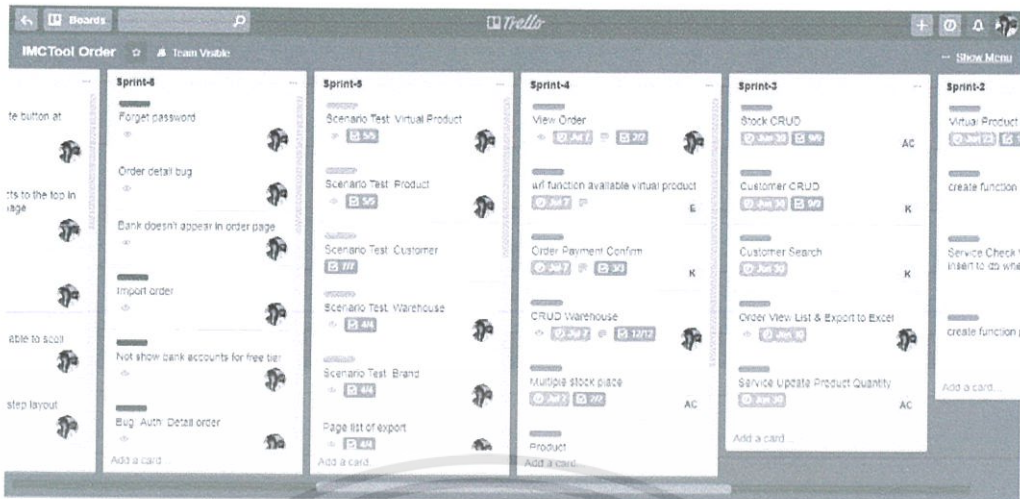 Boards
Trello
IMCTool Order
Team Visible
Show Menu
te button at
cts to the top in
age
able to scoll
step layout
Sprint-6
Forget password
Order detail bug
Bank doesn't appear in order page
Import order
Not show bank accounts for free tier
Bug: Auth: Detail order
Add a card...
Sprint-5
Scenario Test: Virtual Product
5/5
Scenario Test: Product
5/5
Scenario Test: Customer
7/7
Scenario Test: Warehouse
4/4
Scenario Test: Brand
4/4
Page list of export
4/4
Add a card...
Sprint-4
View Order
Jul 7 2/2
url function available virtual product
Jul 7
E
Order Payment Confirm
Jul 7 3/3
K
CRUD Warehouse
Jul 7 12/12
Multiple stock place
Jul 7 2/2
AC
Product
Add a card...
Sprint-3
Stock CRUD
Jun 30 9/9
AC
Customer CRUD
Jun 30 9/9
K
Customer Search
Jun 30
K
Order View List & Export to Excel
Jun 30
Service Update Product Quantity
Jun 30
AC
Add a card...
Sprint-2
Virtual Product
Jun 23
create function
Service Check
insert to do whe
create function
Add a card...